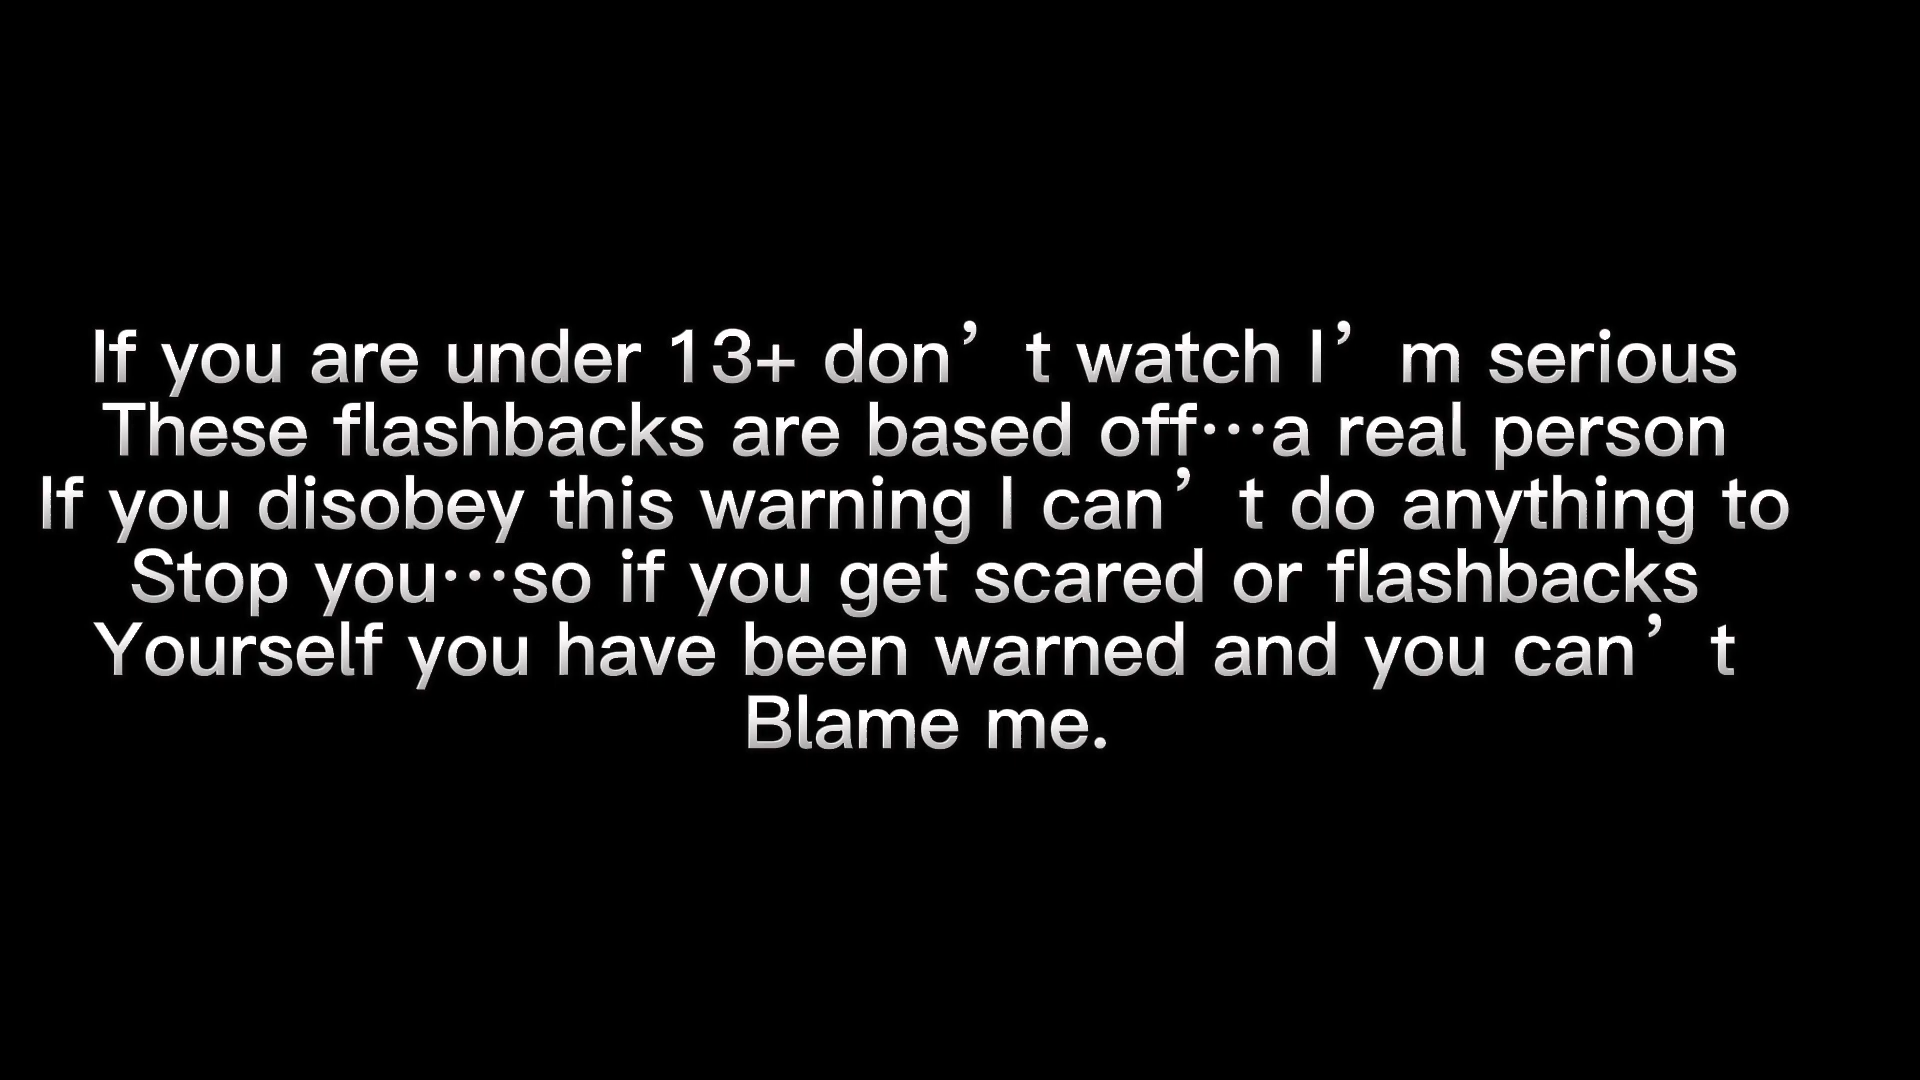 If you are under 13+ don’t watch I’m serious
These flashbacks are based off…a real person
If you disobey this warning I can’t do anything to
Stop you…so if you get scared or flashbacks
Yourself you have been warned and you can’t
Blame me.